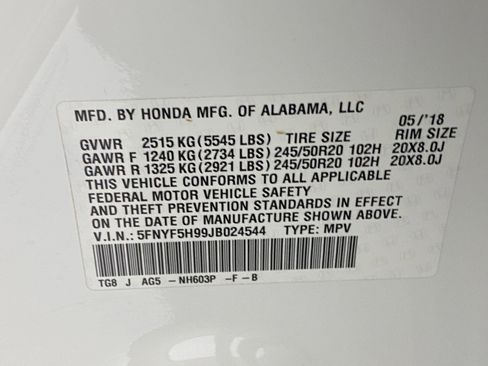 MFD. BY HONDA MFG. OF ALABAMA, LLC 05/'18
GVWR 2515 KG (5545 LBS) TIRE SIZE RIM SIZE
GAWR F 1240 KG (2734 LBS) 245/50R20 102H 20X8.0J
GAWR R 1325 KG (2921 LBS) 245/50R20 102H 20X8.0J
THIS VEHICLE CONFORMS TO ALL APPLICABLE
FEDERAL MOTOR VEHICLE SAFETY
AND THEFT PREVENTION STANDARDS IN EFFECT
ON THE DATE OF MANUFACTURE SHOWN ABOVE.
V.I.N.: 5FNYF5H99JB024544 TYPE: MPV
TG8 J AG5 -NH603P -F-B